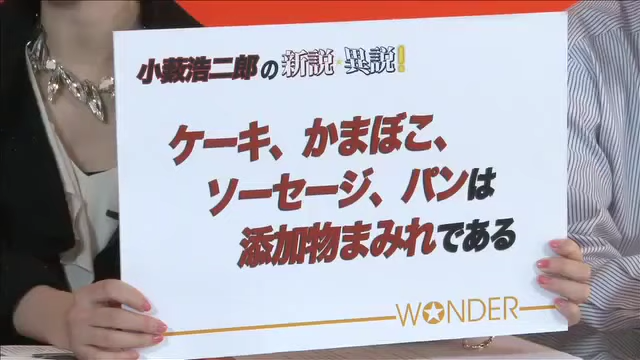 小薮浩二郎の新説・異説!
ケーキ、かまぼこ、
ソーセージ、パンは
添加物まみれである
WONDER